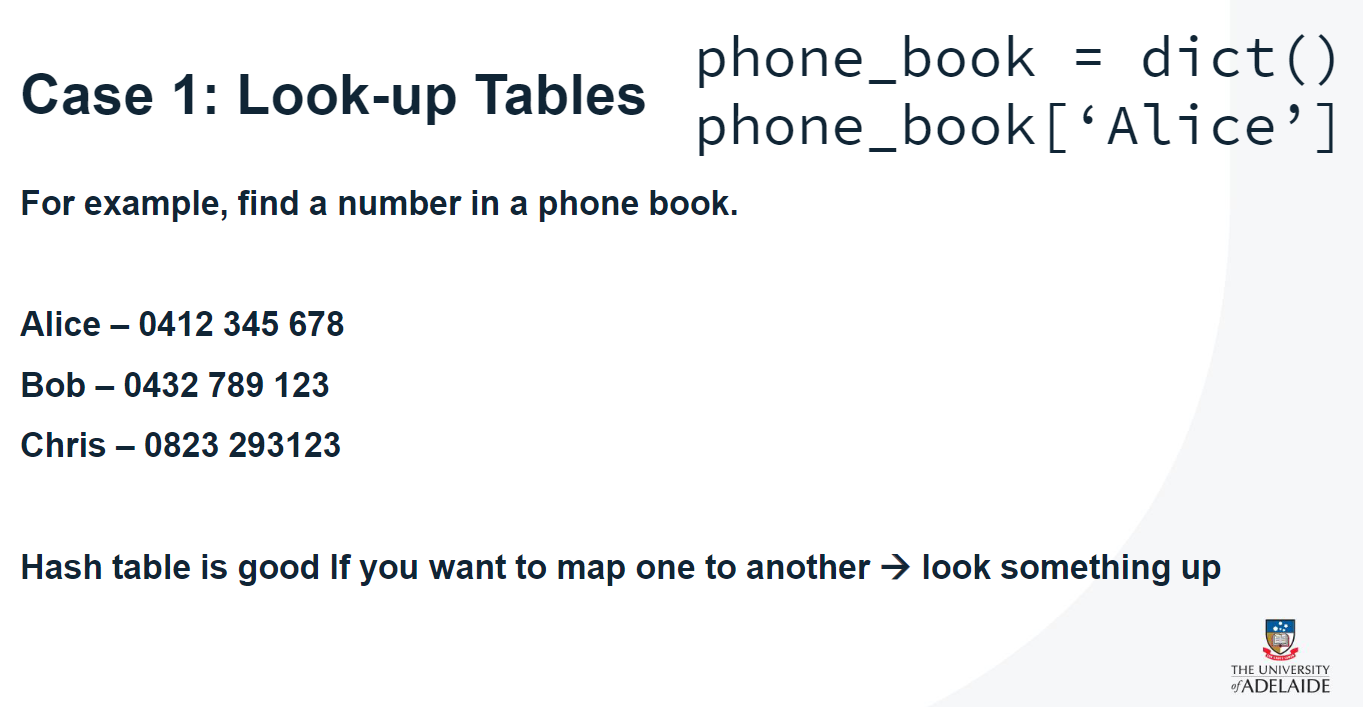 Case 1: Look-up Tables
phone_book = dict()
phone_book[‘Alice’]
For example, find a number in a phone book.
Alice – 0412 345 678
Bob – 0432 789 123
Chris – 0823 293123
Hash table is good If you want to map one to another → look something up
THE UNIVERSITY
of ADELAIDE